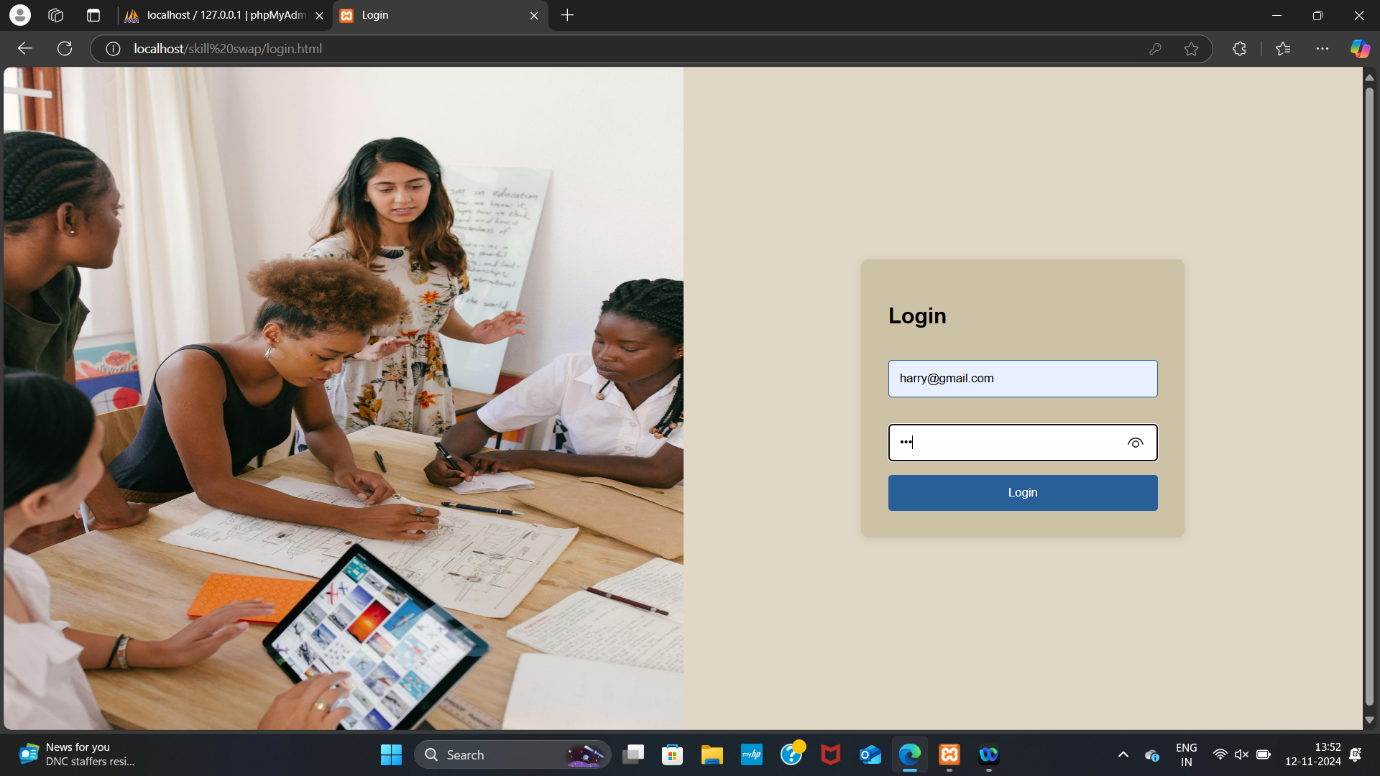 localhost / 127.0.0.1 | phpMyAdm
Login
localhost/skill%20swap/login.html
Login
harry@gmail.com
•••
Login
News for you
DNC staffers resi...
Search
myhp
ENG
IN
13:52
12-11-2024